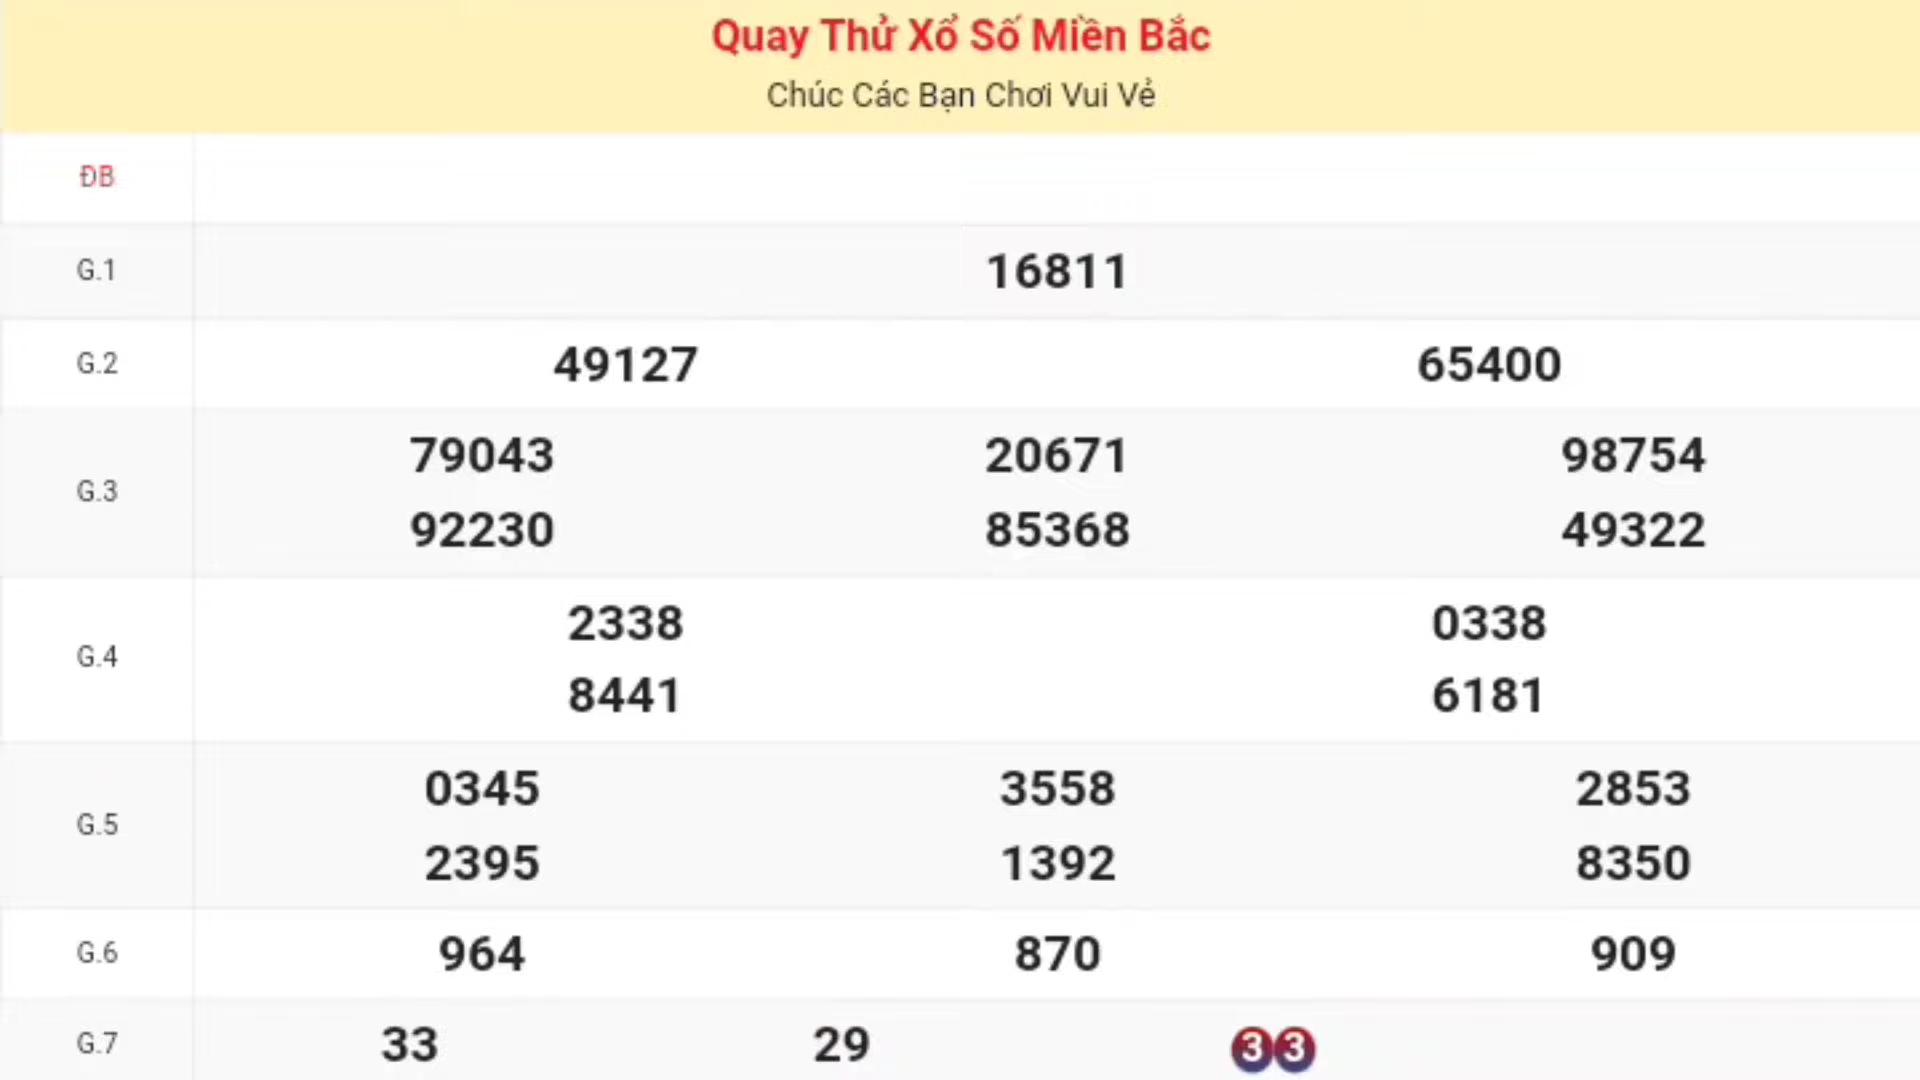 Quay Thử Xổ Số Miền Bắc
Chúc Các Bạn Chơi Vui Vẻ
ĐB
G.1 16811
G.2 49127 65400
G.3 79043 20671 98754
92230 85368 49322
G.4 2338 0338
8441 6181
G.5 0345 3558 2853
2395 1392 8350
G.6 964 870 909
G.7 33 29 33